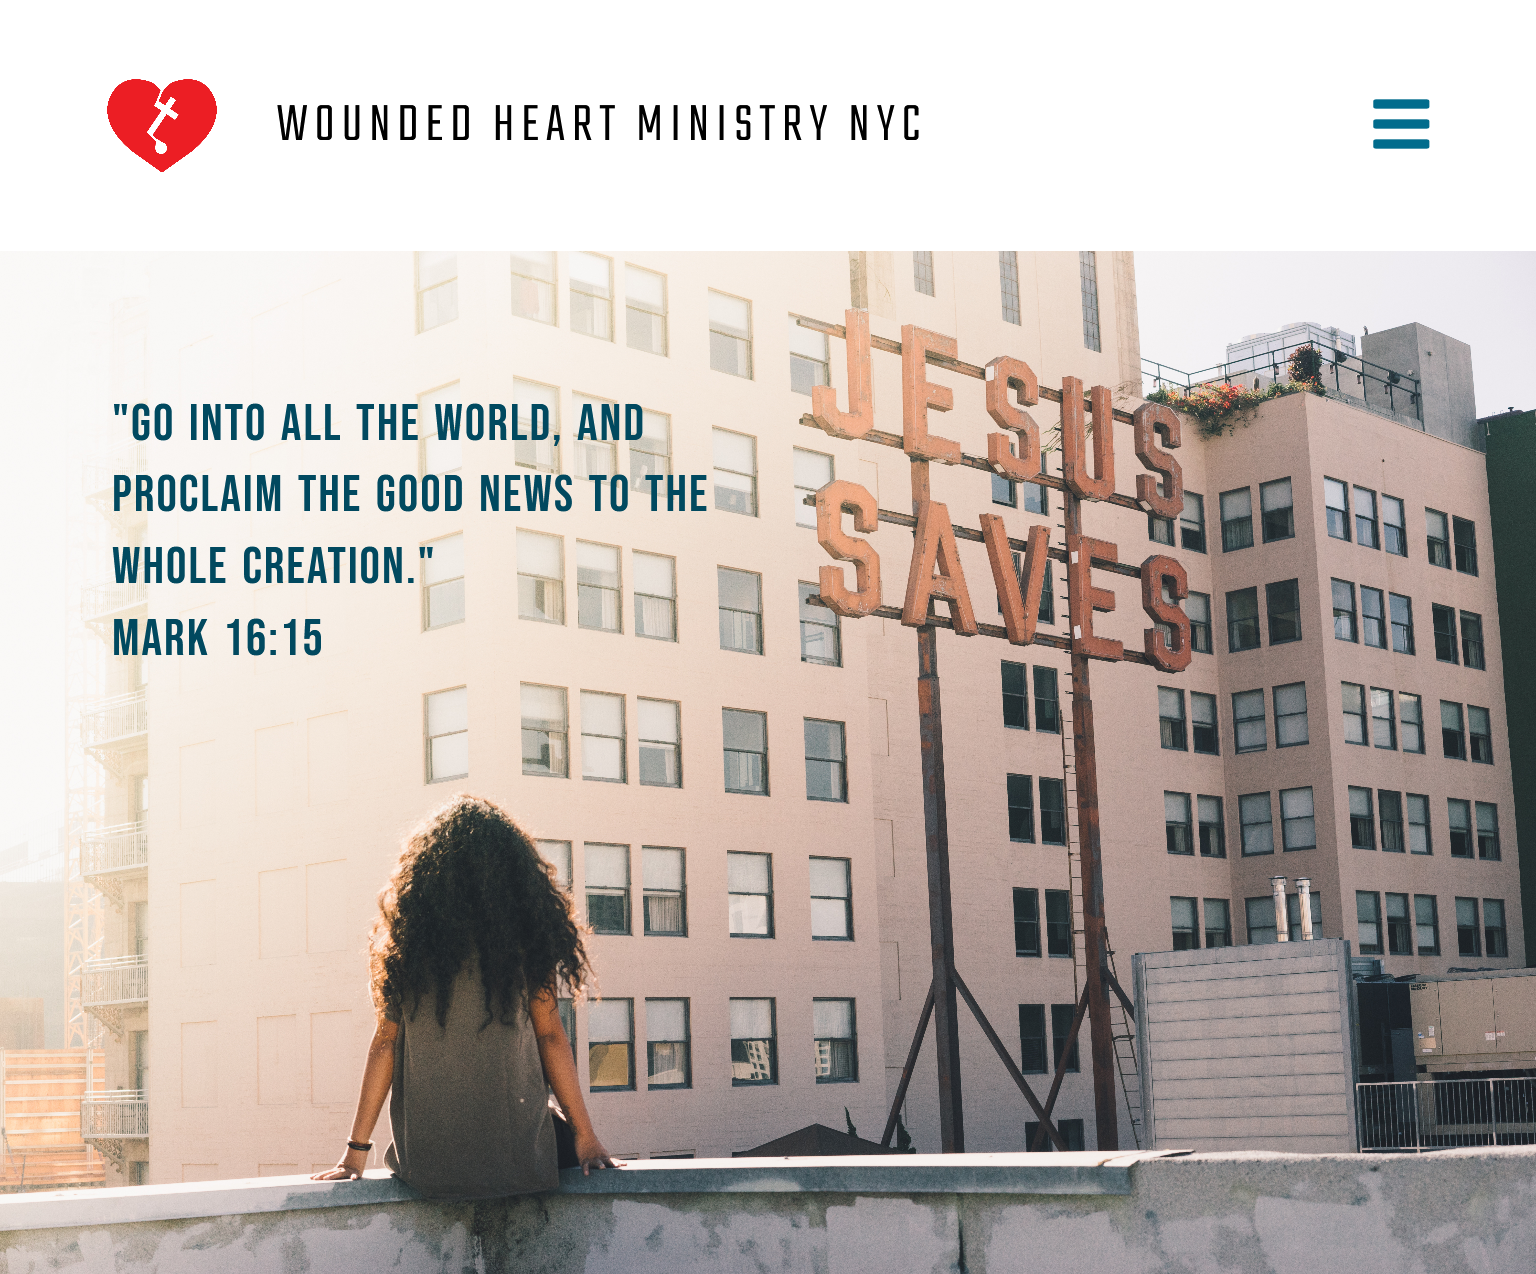 WOUNDED HEART MINISTRY NYC
"GO INTO ALL THE WORLD, AND
PROCLAIM THE GOOD NEWS TO THE
WHOLE CREATION."
MARK 16:15
JESUS
SAVES